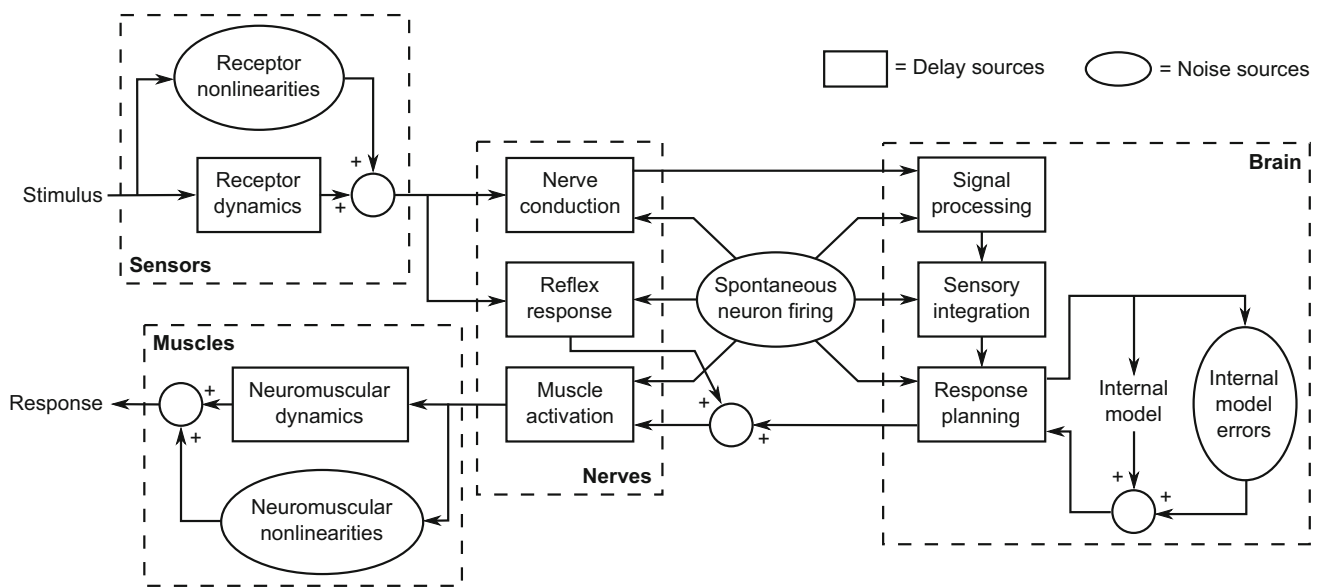 Receptor
nonlinearities
= Delay sources
= Noise sources
Stimulus
Receptor
dynamics
+
+
Sensors
Nerve
conduction
Reflex
response
Muscle
activation
+
+
Nerves
Spontaneous
neuron firing
Brain
Signal
processing
Sensory
integration
Response
planning
Internal
model
Internal
model
errors
+
+
Muscles
Response
+
+
Neuromuscular
dynamics
Neuromuscular
nonlinearities